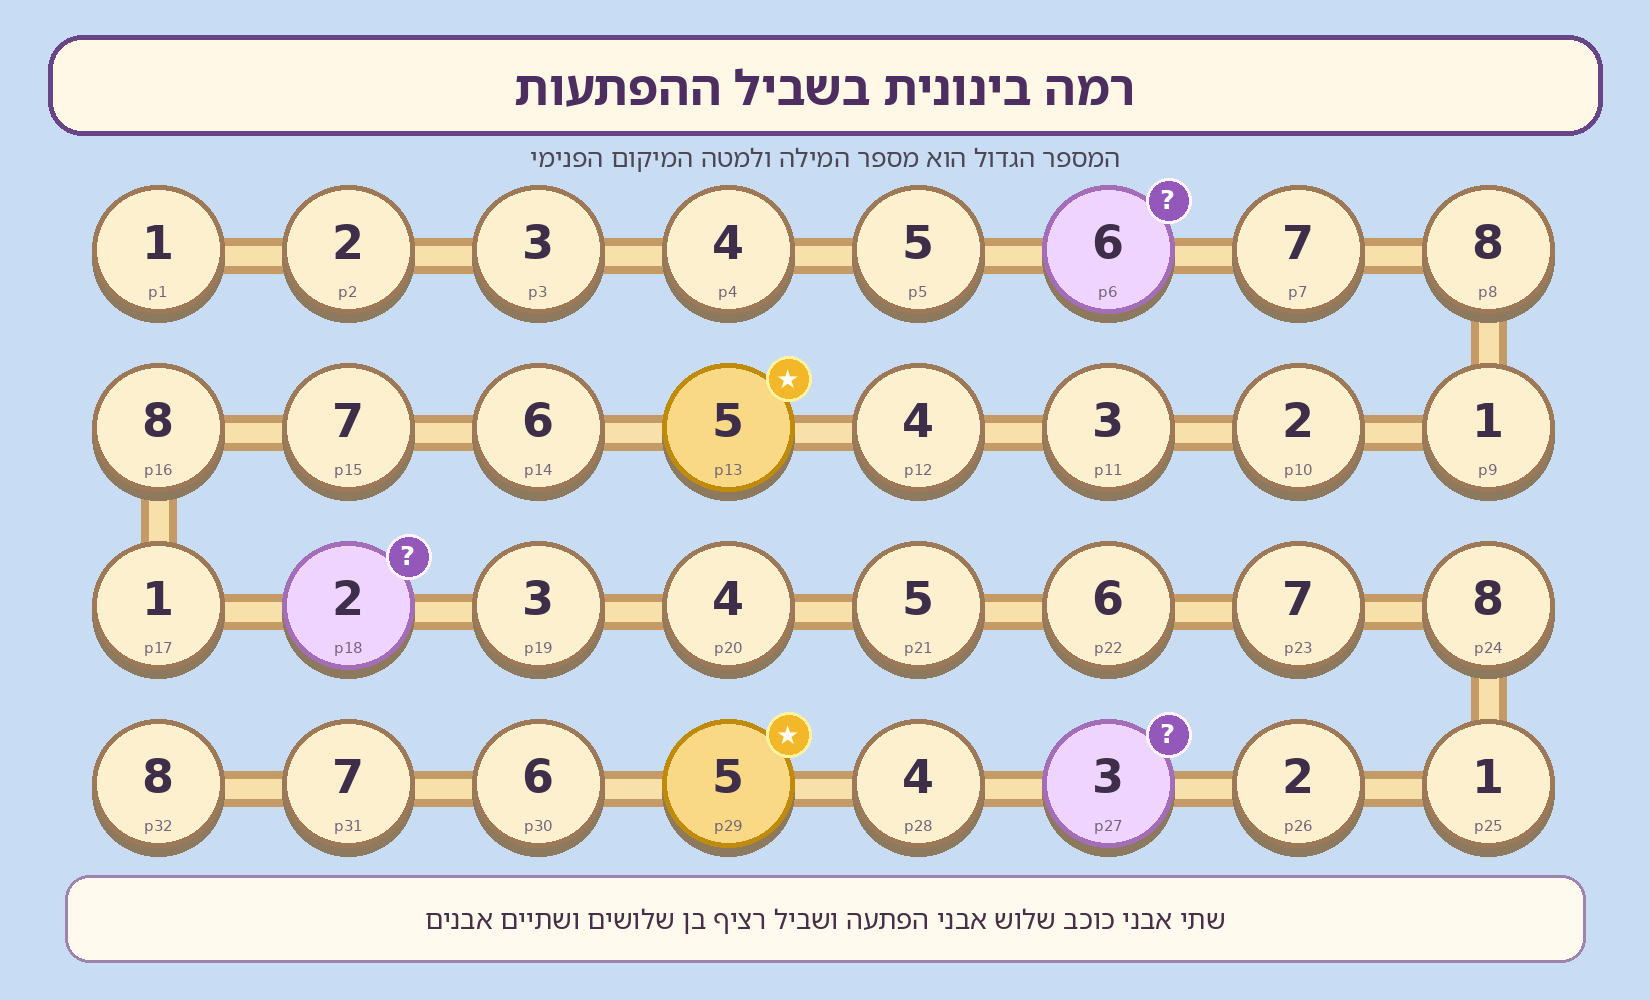 רמה בינונית בשביל ההפתעות
המספר הגדול הוא מספר המילה ולמטה המיקום הפנימי
1 2 3 4 5 6 ? 7 8
p1 p2 p3 p4 p5 p6 p7 p8
8 7 6 5 ★ 4 3 2 1
p16 p15 p14 p13 p12 p11 p10 p9
1 2 ? 3 4 5 6 7 8
p17 p18 p19 p20 p21 p22 p23 p24
8 7 6 5 ★ 4 3 ? 2 1
p32 p31 p30 p29 p28 p27 p26 p25
שתי אבני כוכב שלוש אבני הפתעה ושביל רציף בן שלושים ושתיים אבנים